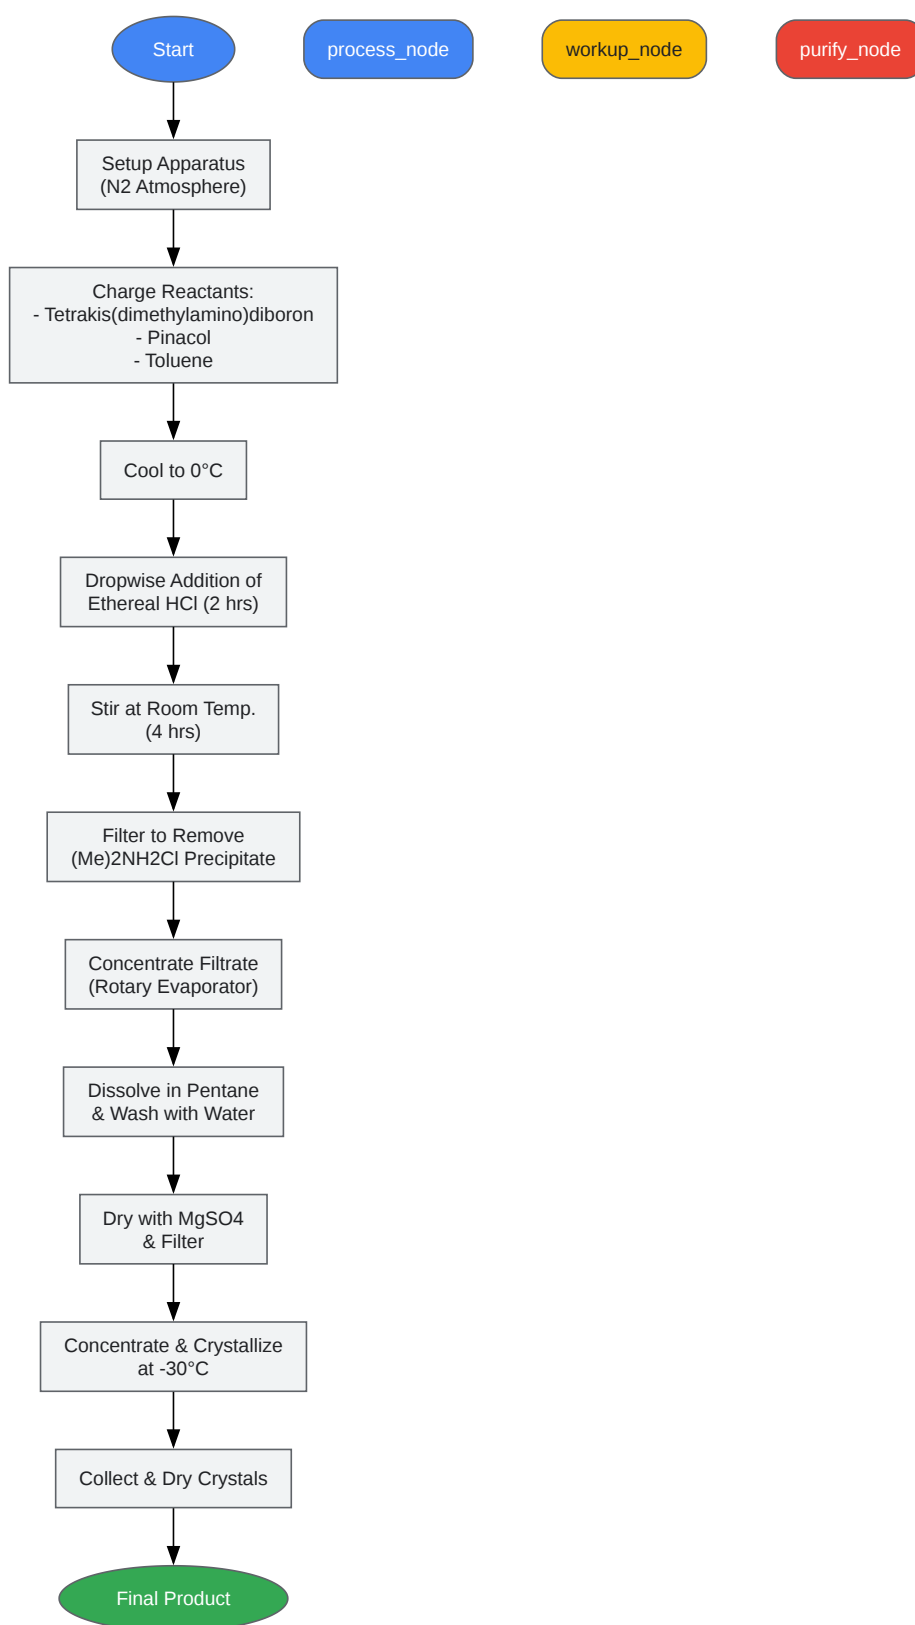 Start
process_node
workup_node
purify_node
Setup Apparatus
(N2 Atmosphere)
Charge Reactants:
- Tetrakis(dimethylamino)diboron
- Pinacol
- Toluene
Cool to 0°C
Dropwise Addition of
Ethereal HCl (2 hrs)
Stir at Room Temp.
(4 hrs)
Filter to Remove
(Me)2NH2Cl Precipitate
Concentrate Filtrate
(Rotary Evaporator)
Dissolve in Pentane
& Wash with Water
Dry with MgSO4
& Filter
Concentrate & Crystallize
at -30°C
Collect & Dry Crystals
Final Product